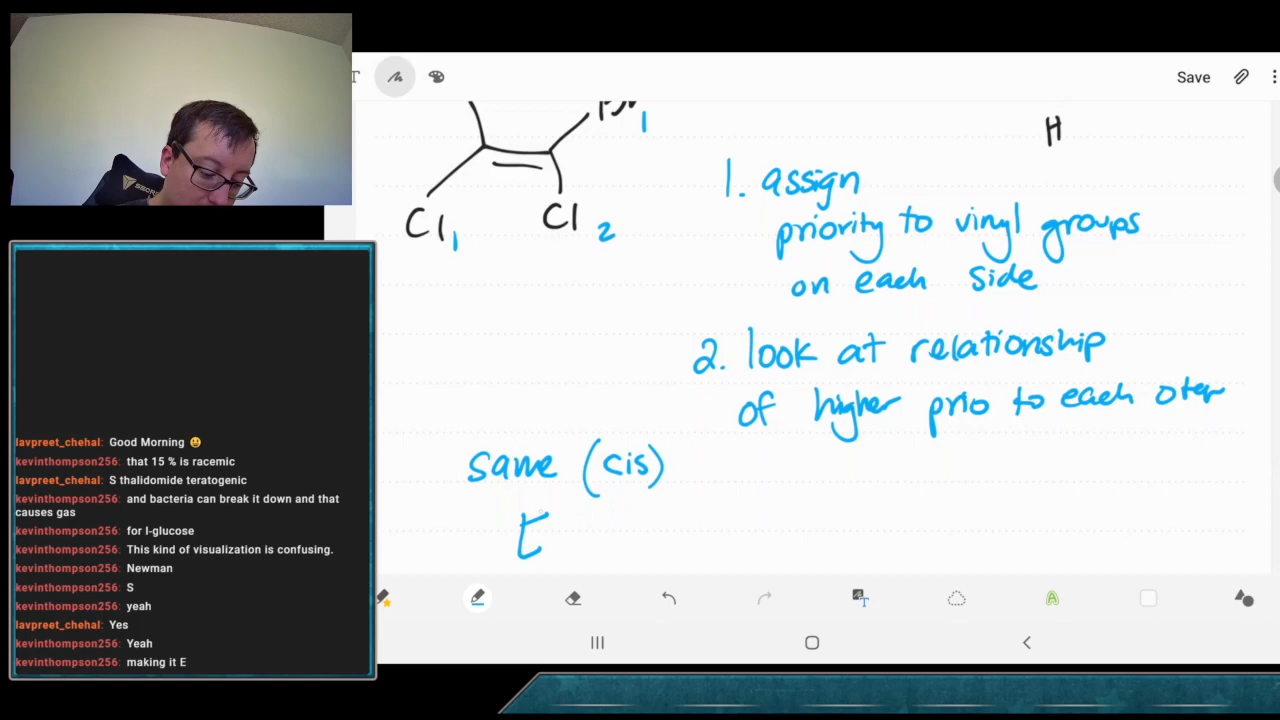 T
Save
Br 1
H
Cl 1
Cl 2
1. assign
priority to vinyl groups
on each side
2. look at relationship
of higher prio to each oter
same (cis)
E
lavpreet_chehal: Good Morning 😃
kevinthompson256: that 15 % is racemic
lavpreet_chehal: S thalidomide teratogenic
kevinthompson256: and bacteria can break it down and that
causes gas
kevinthompson256: for l-glucose
kevinthompson256: This kind of visualization is confusing.
kevinthompson256: Newman
kevinthompson256: S
kevinthompson256: yeah
lavpreet_chehal: Yes
kevinthompson256: Yeah
kevinthompson256: making it E